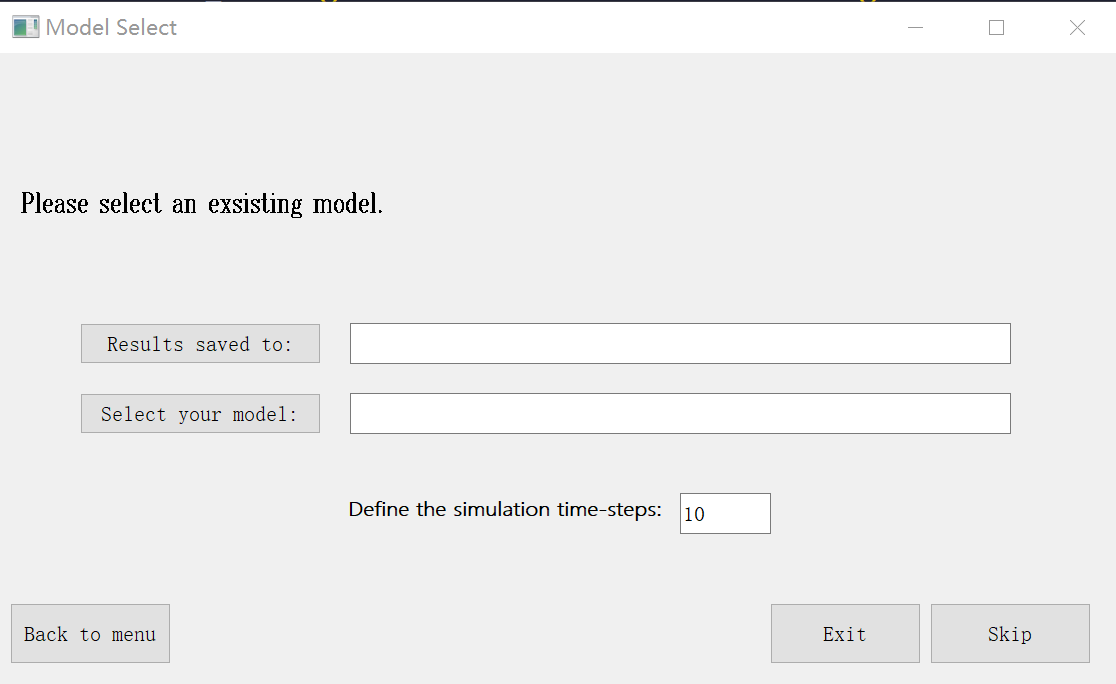 Model Select
Please select an exsisting model.
Results saved to:
Select your model:
Define the simulation time-steps: 10
Back to menu Exit Skip